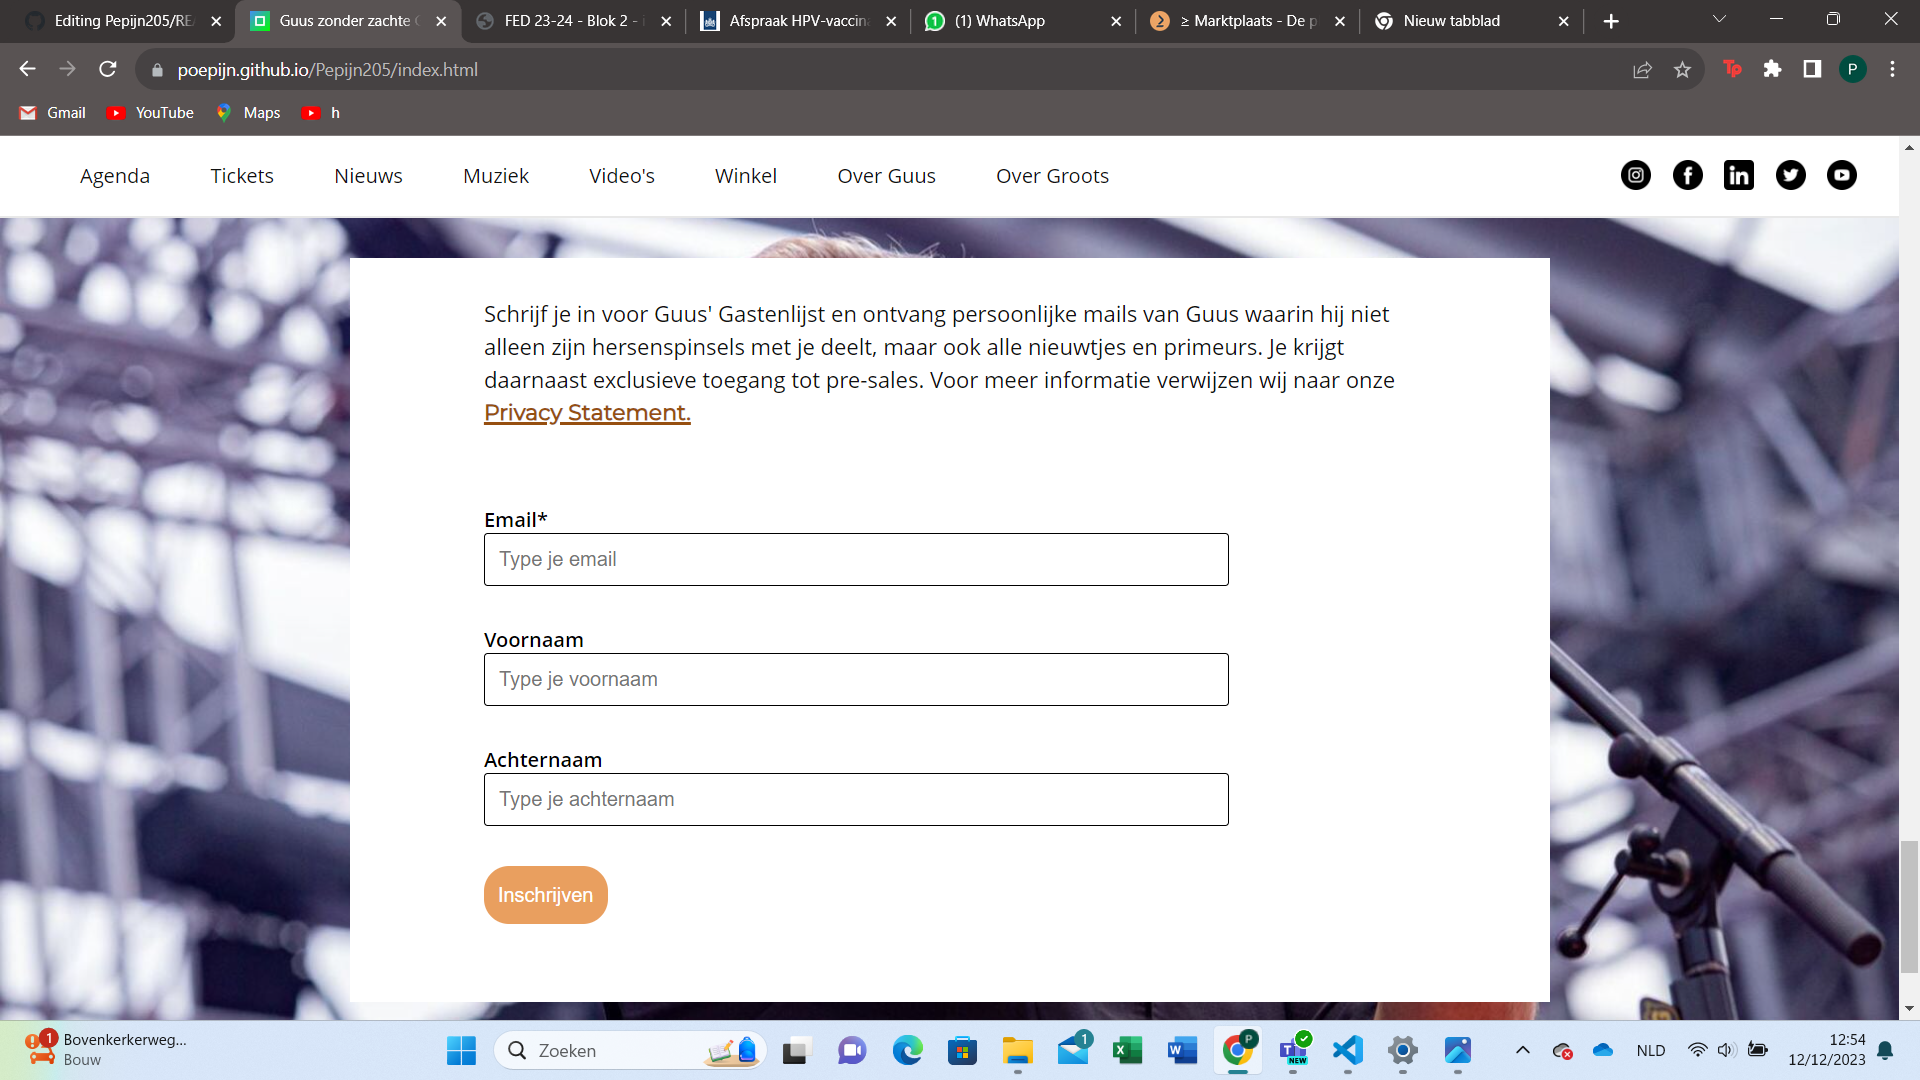 Editing Pepijn205/RE
Guus zonder zachte
FED 23-24 - Blok 2 -
Afspraak HPV-vaccin
(1) WhatsApp
≥ Marktplaats - De p
Nieuw tabblad
poepijn.github.io/Pepijn205/index.html
Tp
P
Gmail
YouTube
Maps
h
Agenda
Tickets
Nieuws
Muziek
Video's
Winkel
Over Guus
Over Groots
Schrijf je in voor Guus' Gastenlijst en ontvang persoonlijke mails van Guus waarin hij niet
alleen zijn hersenspinsels met je deelt, maar ook alle nieuwtjes en primeurs. Je krijgt
daarnaast exclusieve toegang tot pre-sales. Voor meer informatie verwijzen wij naar onze
Privacy Statement.
Email*
Type je email
Voornaam
Type je voornaam
Achternaam
Type je achternaam
Inschrijven
1
Bovenkerkerweg...
Bouw
Zoeken
1
P
NEW
NLD
12:54
12/12/2023